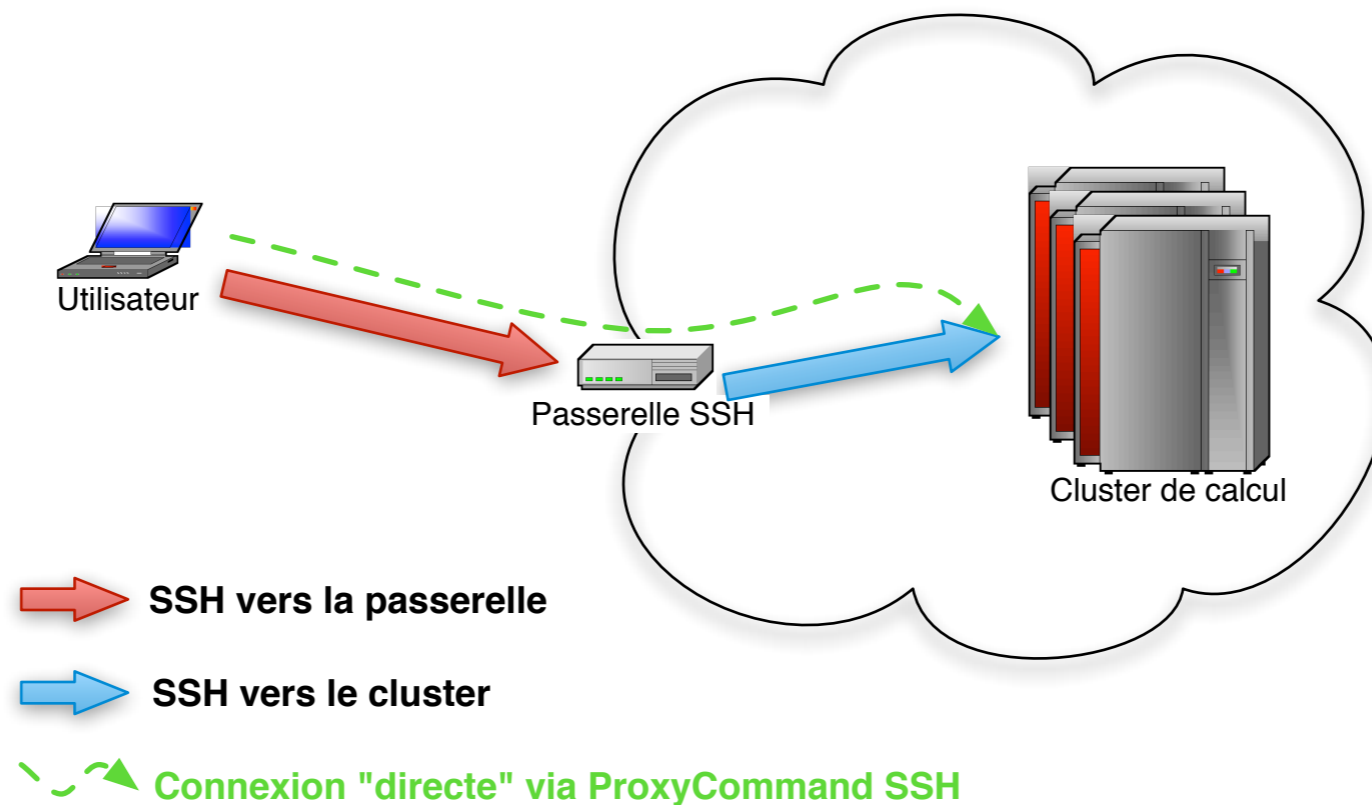 Utilisateur
Passerelle SSH
Cluster de calcul
SSH vers la passerelle
SSH vers le cluster
Connexion "directe" via ProxyCommand SSH